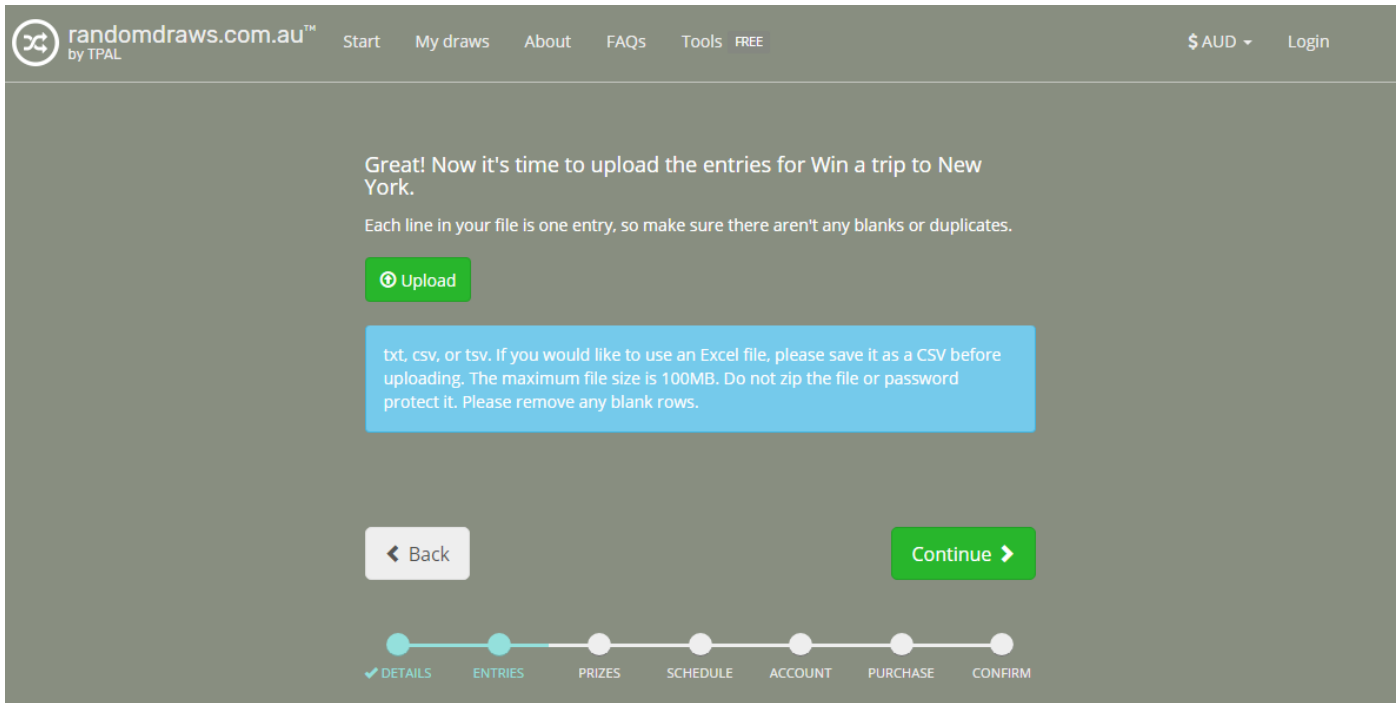 randomdraws.com.au™
by TPAL
Start My draws About FAQs Tools FREE $ AUD Login
Great! Now it's time to upload the entries for Win a trip to New
York.
Each line in your file is one entry, so make sure there aren't any blanks or duplicates.
Upload
txt, csv, or tsv. If you would like to use an Excel file, please save it as a CSV before
uploading. The maximum file size is 100MB. Do not zip the file or password
protect it. Please remove any blank rows.
Back Continue
DETAILS ENTRIES PRIZES SCHEDULE ACCOUNT PURCHASE CONFIRM